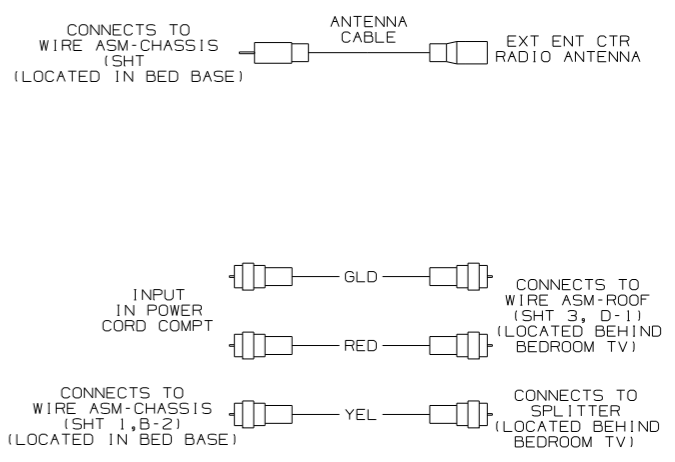 CONNECTS TO
WIRE ASM-CHASSIS
(SHT
(LOCATED IN BED BASE)
ANTENNA
CABLE
EXT ENT CTR
RADIO ANTENNA
INPUT
IN POWER
CORD COMPT
GLD
RED
CONNECTS TO
WIRE ASM-ROOF
(SHT 3, D-1)
(LOCATED BEHIND
BEDROOM TV)
CONNECTS TO
WIRE ASM-CHASSIS
(SHT 1,B-2)
(LOCATED IN BED BASE)
YEL
CONNECTS TO
SPLITTER
(LOCATED BEHIND
BEDROOM TV)